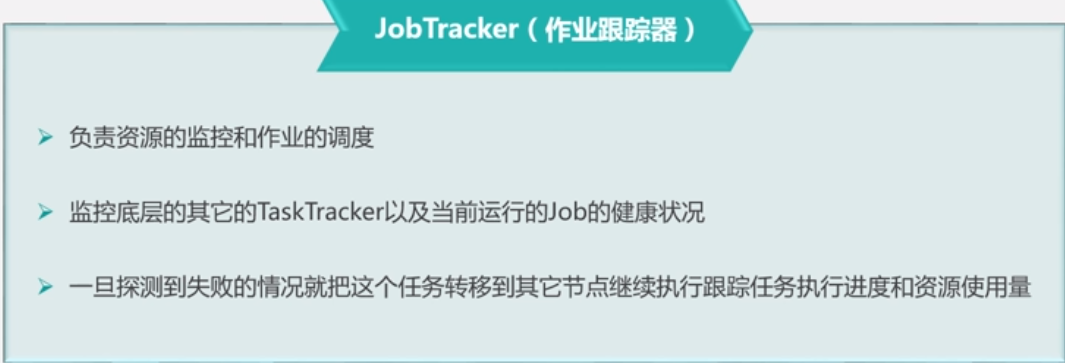 JobTracker（作业跟踪器）
负责资源的监控和作业的调度
监控底层的其它的TaskTracker以及当前运行的Job的健康状况
一旦探测到失败的情况就把这个任务转移到其它节点继续执行跟踪任务执行进度和资源使用量